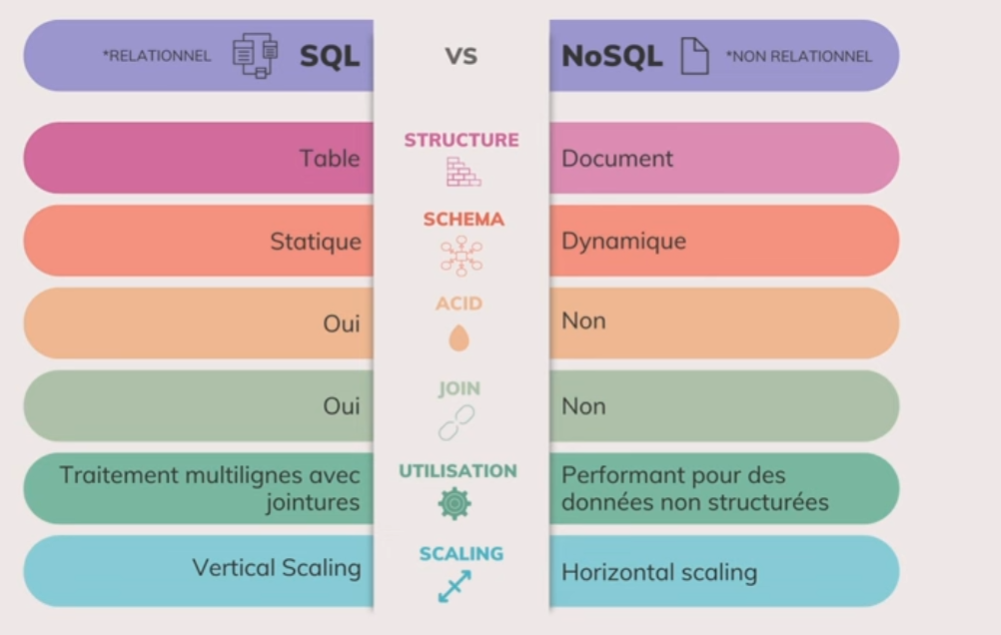 *RELATIONNEL SQL VS NoSQL *NON RELATIONNEL
STRUCTURE
Table Document
SCHEMA
Statique Dynamique
ACID
Oui Non
JOIN
Oui Non
UTILISATION
Traitement multilignes avec
jointures
Performant pour des
données non structurées
SCALING
Vertical Scaling Horizontal scaling